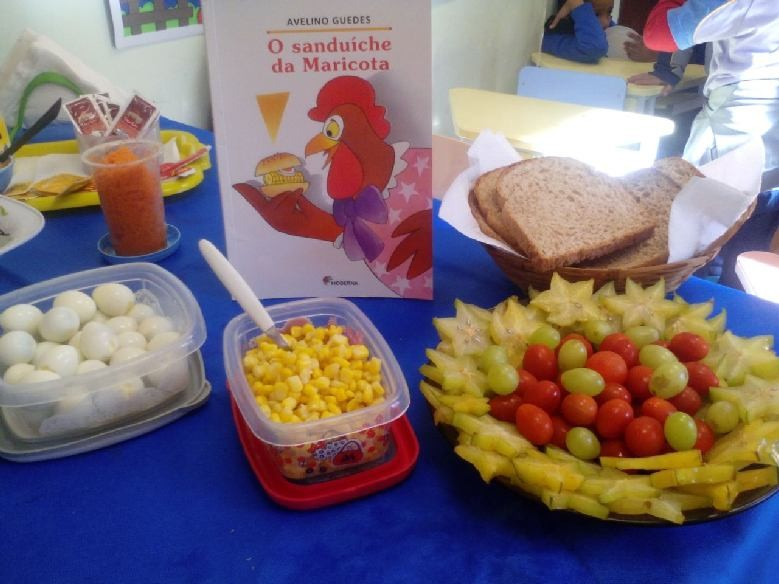 AVELINO GUEDES
O sanduíche
da Maricota
MODERNA